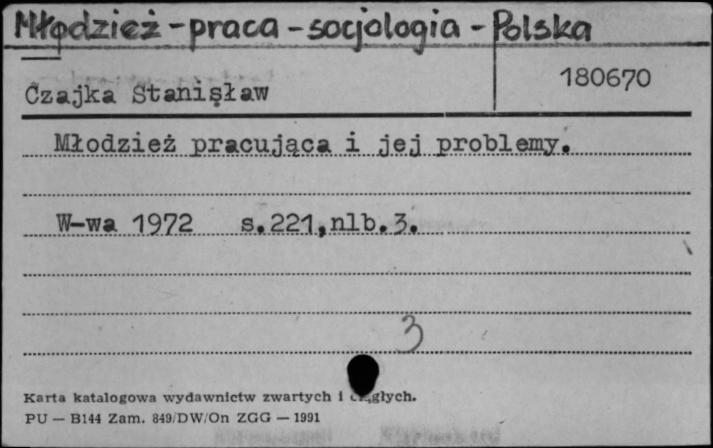 Młodzież - praca - socjologia - Polska
180670
Czajka Stanisław
Młodzież pracująca i jej problemy.
W-wa 1972 s.221,nlb.3.
3
Karta katalogowa wydawnictw zwartych i ciągłych.
PU — B144 Zam. 849/DW/On ZGG — 1991